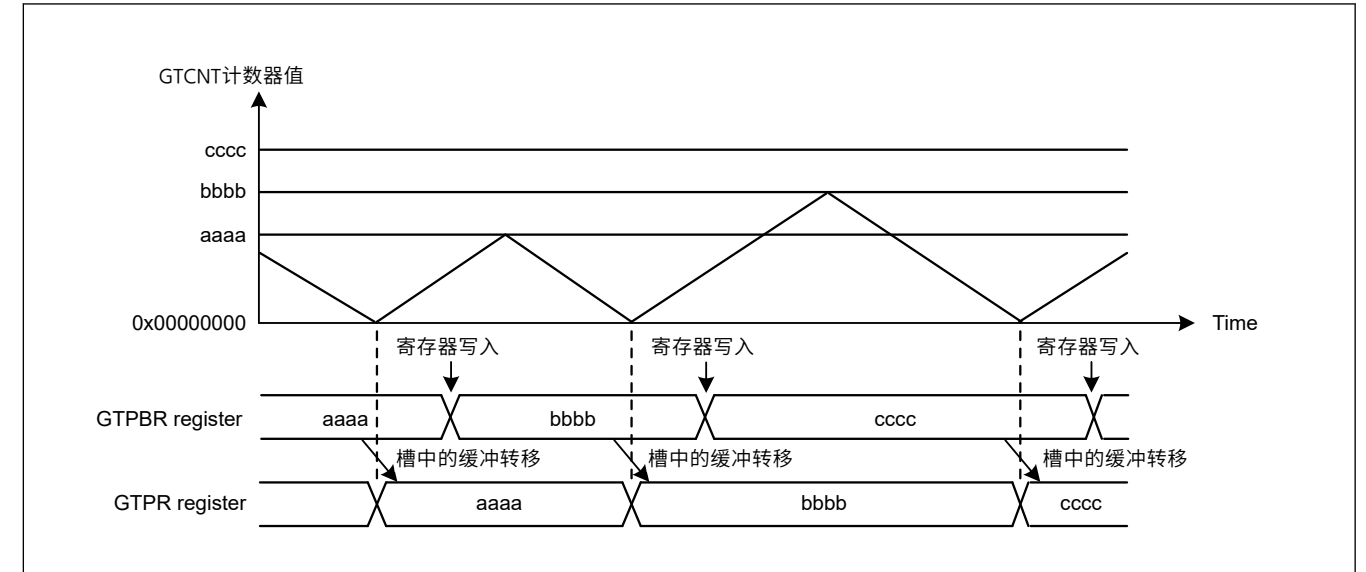 GTCNT计数器值
cccc
bbbb
aaaa
0x00000000
Time
寄存器写入 寄存器写入 寄存器写入
GTPBR register aaaa bbbb cccc
槽中的缓冲转移 槽中的缓冲转移 槽中的缓冲转移
GTPR register aaaa bbbb cccc